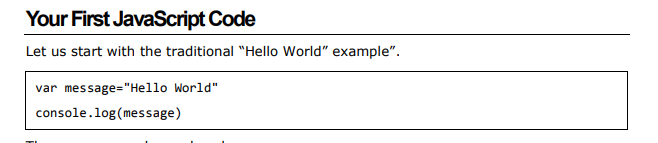 Your First JavaScript Code
Let us start with the traditional “Hello World” example”.
var message="Hello World"
console.log(message)